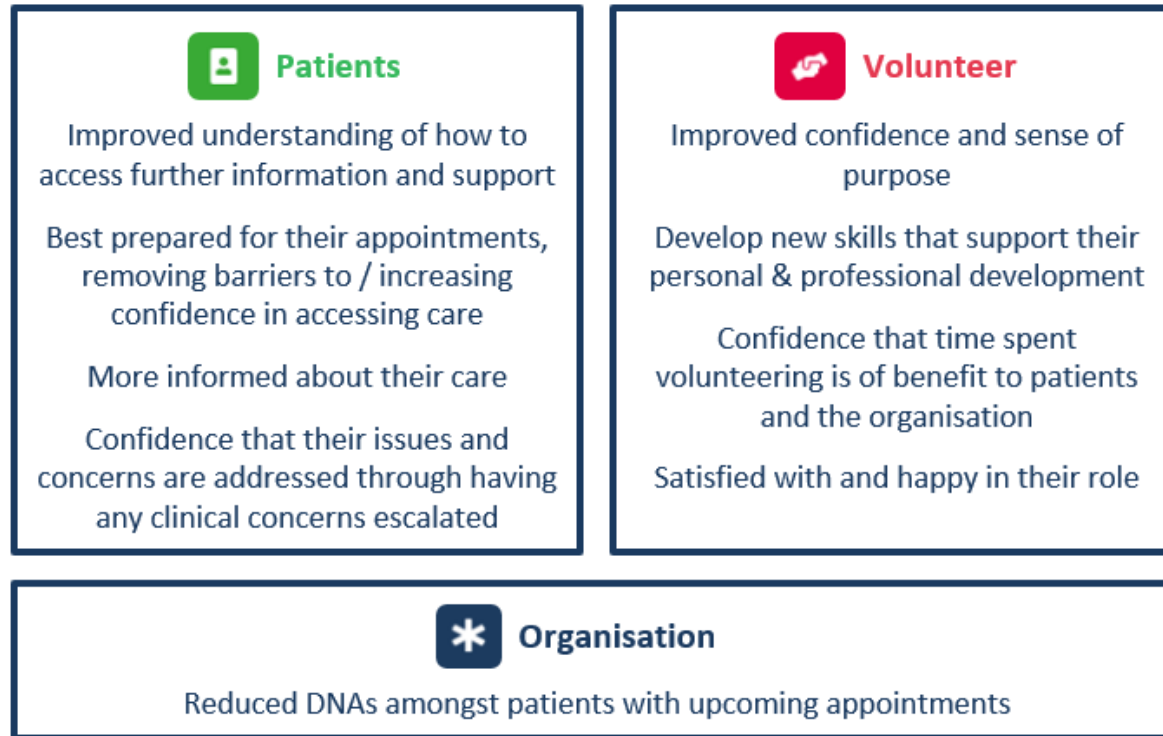 Patients
Improved understanding of how to
access further information and support
Best prepared for their appointments,
removing barriers to / increasing
confidence in accessing care
More informed about their care
Confidence that their issues and
concerns are addressed through having
any clinical concerns escalated
Volunteer
Improved confidence and sense of
purpose
Develop new skills that support their
personal & professional development
Confidence that time spent
volunteering is of benefit to patients
and the organisation
Satisfied with and happy in their role
Organisation
Reduced DNAs amongst patients with upcoming appointments